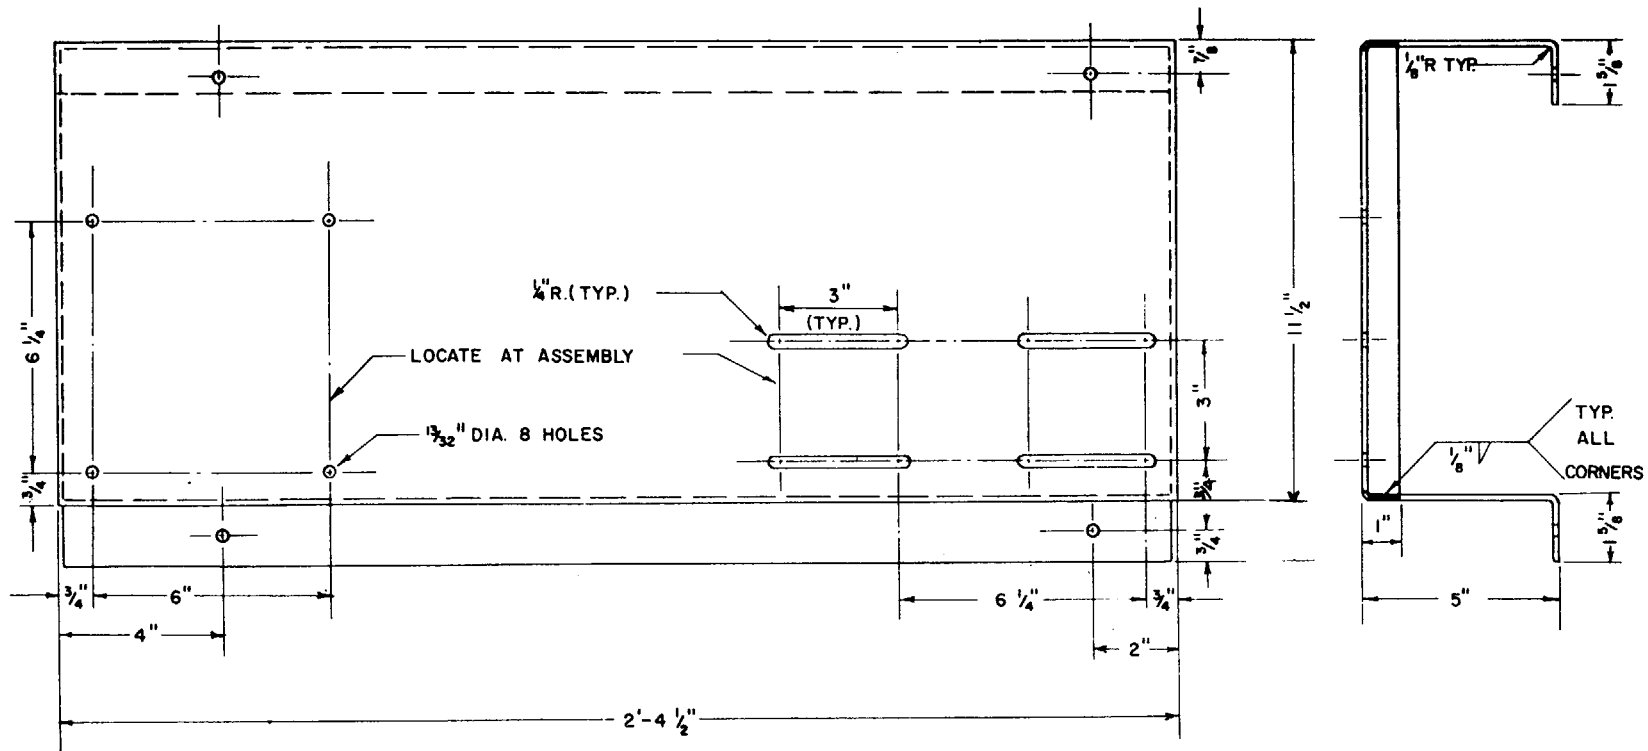 7/8"
1/8"R TYP.
1 5/8"
1/4"R.(TYP.)
3"
(TYP.)
11 1/2"
6 1/4"
LOCATE AT ASSEMBLY
3"
13/32" DIA. 8 HOLES
TYP.
ALL
CORNERS
1/8"
3/4"
3/4"
3/4"
1"
1 5/8"
3/4"
6"
6 1/4"
3/4"
5"
4"
2"
2'-4 1/2"